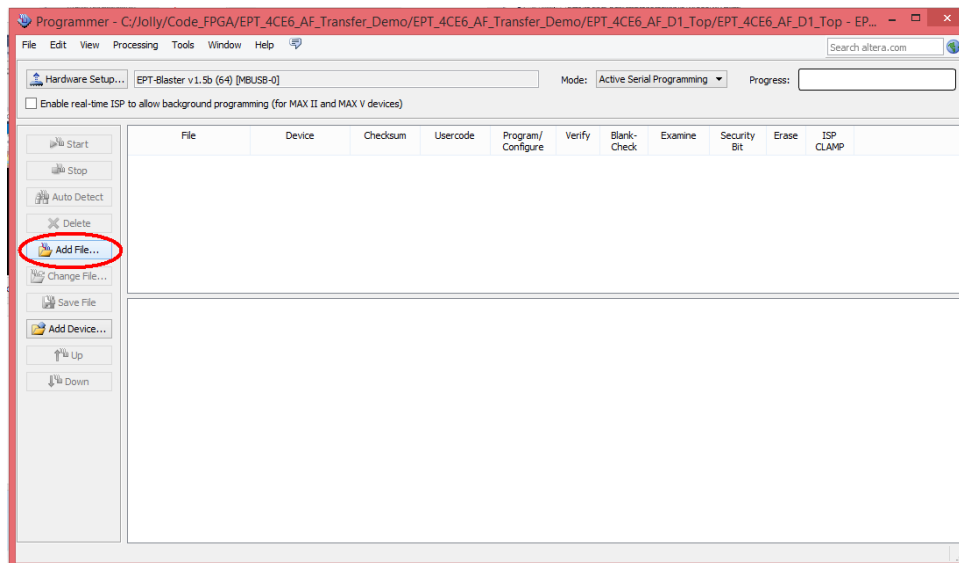 Programmer - C:/Jolly/Code_FPGA/EPT_4CE6_AF_Transfer_Demo/EPT_4CE6_AF_Transfer_Demo/EPT_4CE6_AF_D1_Top/EPT_4CE6_AF_D1_Top - EP...
File Edit View Processing Tools Window Help
Search altera.com
Hardware Setup... EPT-Blaster v1.5b (64) [MBUSB-0] Mode: Active Serial Programming Progress:
Enable real-time ISP to allow background programming (for MAX II and MAX V devices)
File Device Checksum Usercode Program/ Configure Verify Blank- Check Examine Security Bit Erase ISP CLAMP
Start
Stop
Auto Detect
Delete
Add File...
Change File...
Save File
Add Device...
Up
Down